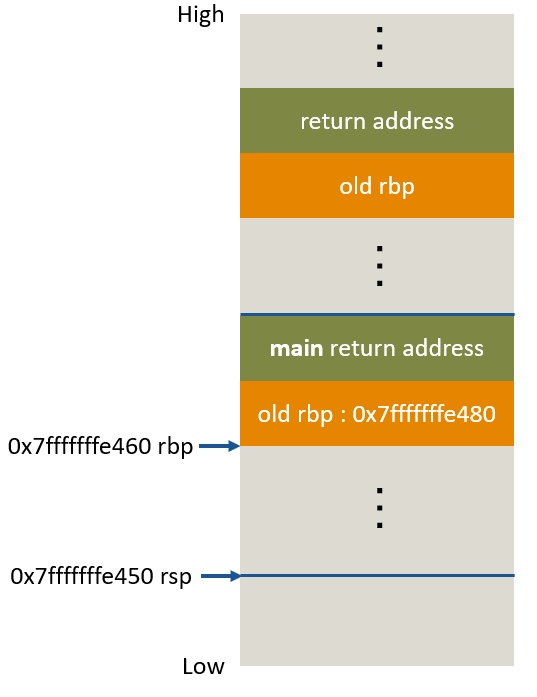 High
return address
old rbp
main return address
old rbp : 0x7fffffffe480
0x7fffffffe460 rbp
0x7fffffffe450 rsp
Low